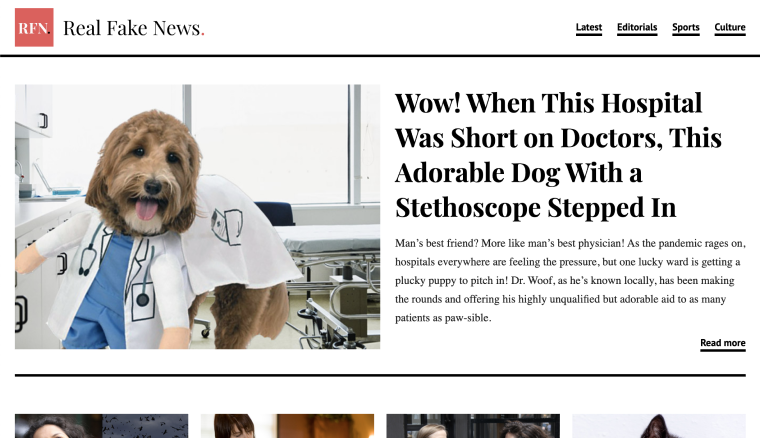 RFN.
Real Fake News.
Latest
Editorials
Sports
Culture
Wow! When This Hospital
Was Short on Doctors, This
Adorable Dog With a
Stethoscope Stepped In
Man’s best friend? More like man’s best physician! As the pandemic rages on,
hospitals everywhere are feeling the pressure, but one lucky ward is getting a
plucky puppy to pitch in! Dr. Woof, as he’s known locally, has been making
the rounds and offering his highly unqualified but adorable aid to as many
patients as paw-sible.
Read more